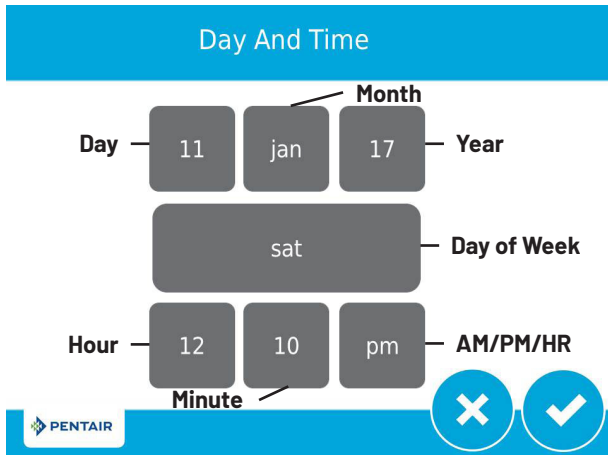 Day And Time
Month
Day 11 jan 17 Year
sat Day of Week
Hour 12 10 pm AM/PM/HR
Minute
PENTAIR